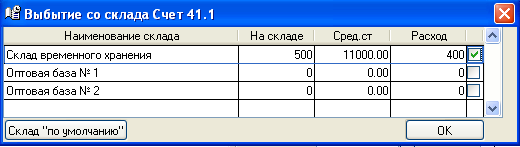 Выбытие со склада Счет 41.1
Наименование склада На складе Сред.ст Расход
Склад временного хранения 500 11000.00 400
Оптовая база № 1 0 0.00 0
Оптовая база № 2 0 0.00 0
Склад "по умолчанию" OK